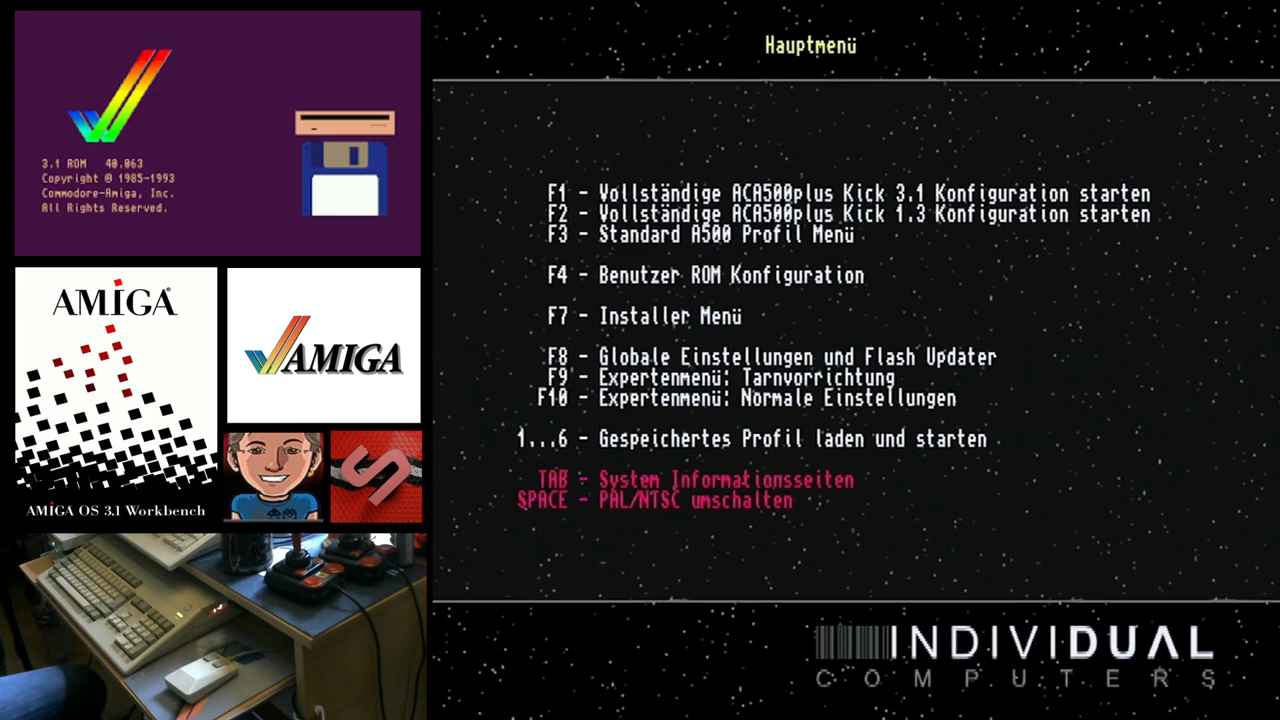 3.1 ROM 40.063
Copyright © 1985-1993
Commodore-Amiga, Inc.
All Rights Reserved.
AMIGA®
AMIGA OS 3.1 Workbench
AMIGA
S
Hauptmenü
F1 - Vollständige ACA500plus Kick 3.1 Konfiguration starten
F2 - Vollständige ACA500plus Kick 1.3 Konfiguration starten
F3 - Standard A500 Profil Menü
F4 - Benutzer ROM Konfiguration
F7 - Installer Menü
F8 - Globale Einstellungen und Flash Updater
F9 - Expertenmenü: Tarnvorrichtung
F10 - Expertenmenü: Normale Einstellungen
1...6 - Gespeichertes Profil laden und starten
TAB - System Informationsseiten
SPACE - PAL/NTSC umschalten
INDIVIDUAL
COMPUTERS